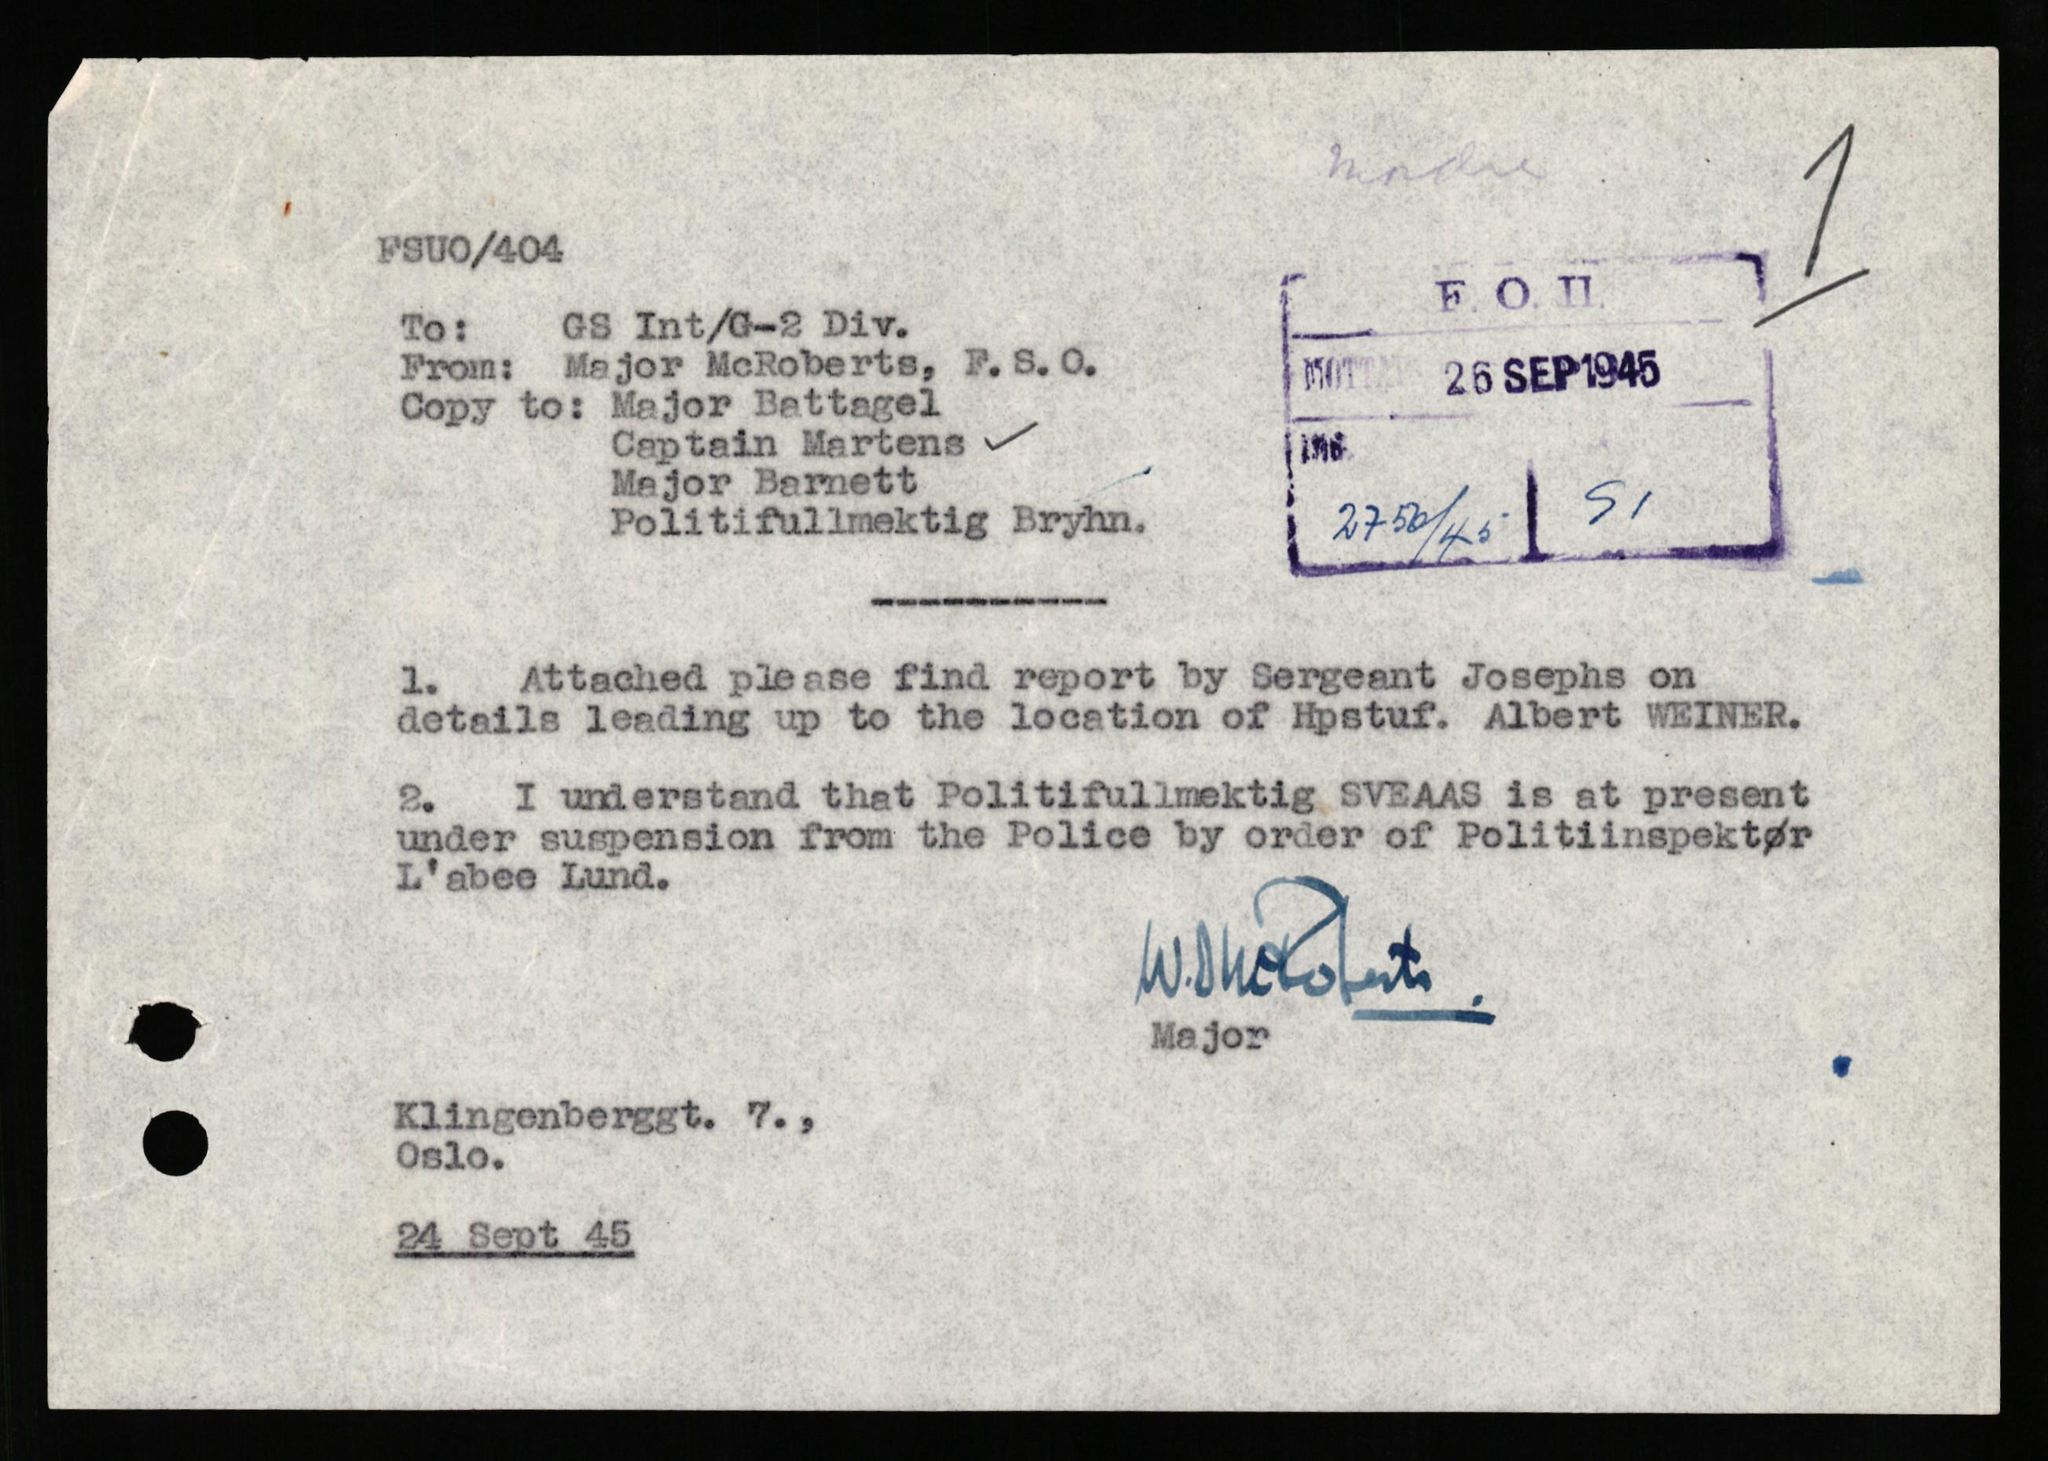 1
FSUO/404
F. O. II.
To: GS Int/G-2 Div.
From: Major McRoberts, F.S.O.
26 SEP 1945
Copy to: Major Battagel
Captain Martens ✓
Major Barnett
Politifullmektig Bryhn.
2750/45 | S1
1. Attached please find report by Sergeant Josephs on
details leading up to the location of Hpstuf. Albert WEINER.
2. I understand that Politifullmektig SVEAAS is at present
under suspension from the Police by order of Politiinspektør
L'abee Lund.
W.D McRoberts.
Major
Klingenberggt. 7.,
Oslo.
24 Sept 45